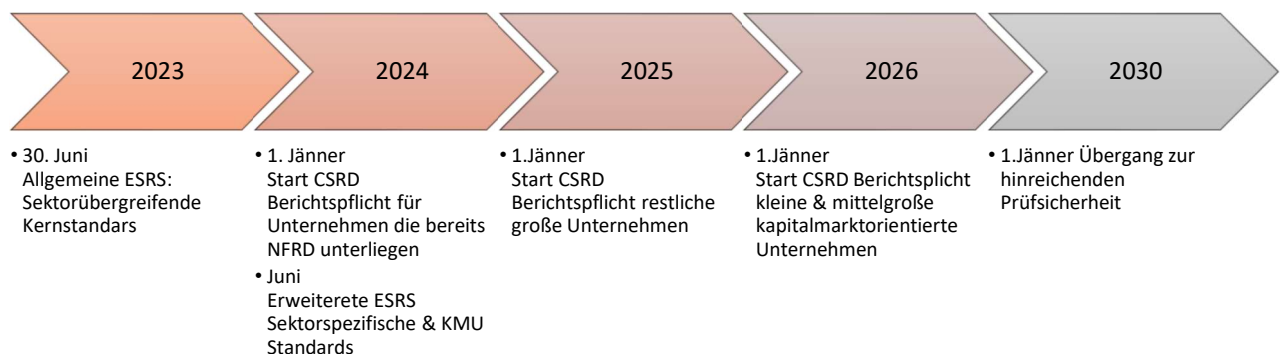 2023
2024
2025
2026
2030
• 30. Juni
Allgemeine ESRS:
Sektorübergreifende
Kernstandars
• 1. Jänner
Start CSRD
Berichtspflicht für
Unternehmen die bereits
NFRD unterliegen
• Juni
Erweiterete ESRS
Sektorspezifische & KMU
Standards
• 1.Jänner
Start CSRD
Berichtspflicht restliche
große Unternehmen
• 1.Jänner
Start CSRD Berichtsplicht
kleine & mittelgroße
kapitalmarktorientierte
Unternehmen
• 1.Jänner Übergang zur
hinreichenden
Prüfsicherheit